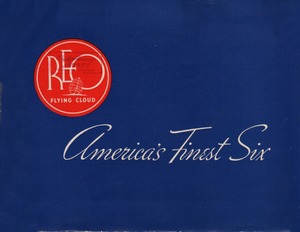 REO
FLYING CLOUD
America's Finest Six